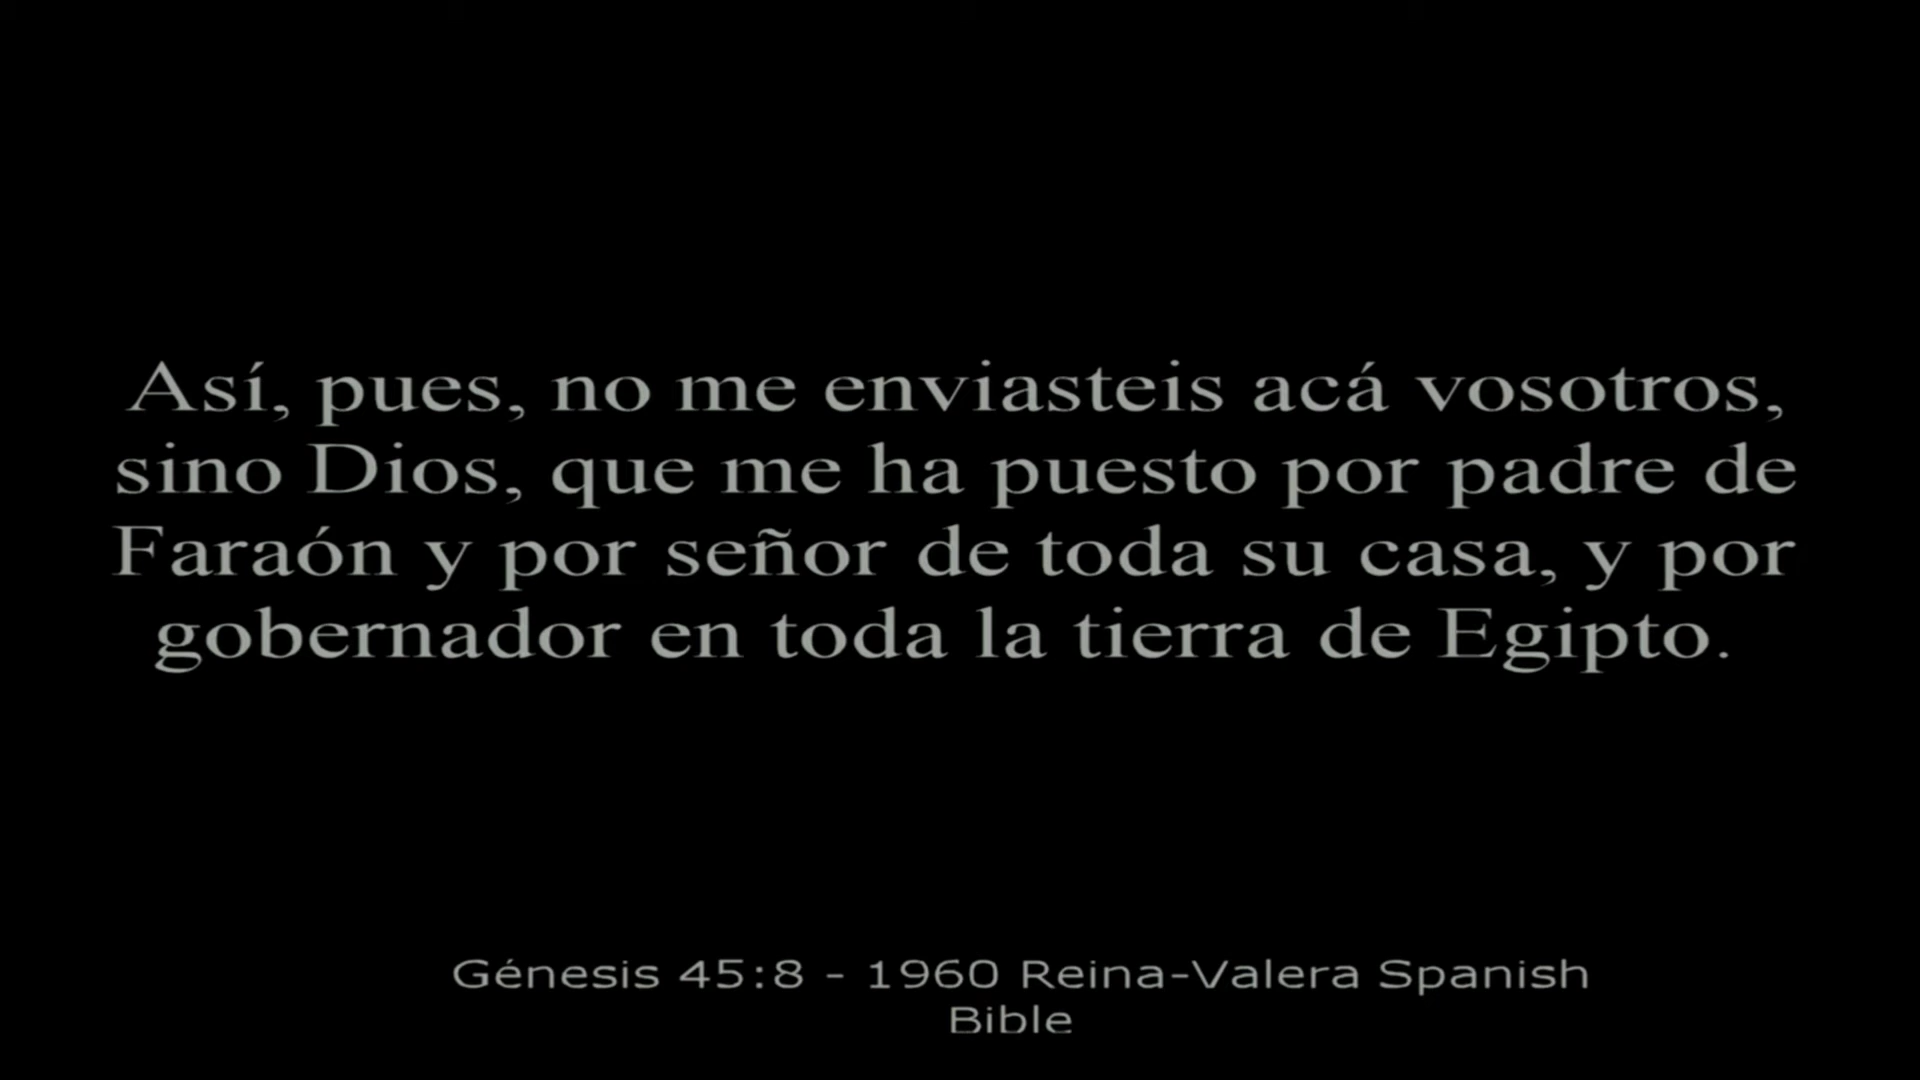 Así, pues, no me enviasteis acá vosotros,
sino Dios, que me ha puesto por padre de
Faraón y por señor de toda su casa, y por
gobernador en toda la tierra de Egipto.
Génesis 45:8 - 1960 Reina-Valera Spanish
Bible